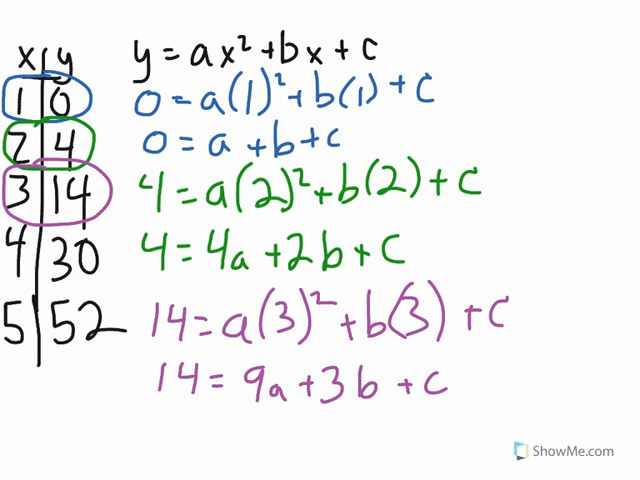 x y
1 0
2 4
3 14
4 30
5 52
y = ax² + bx + c
0 = a(1)² + b(1) + c
0 = a + b + c
4 = a(2)² + b(2) + c
4 = 4a + 2b + c
14 = a(3)² + b(3) + c
14 = 9a + 3b + c
ShowMe.com